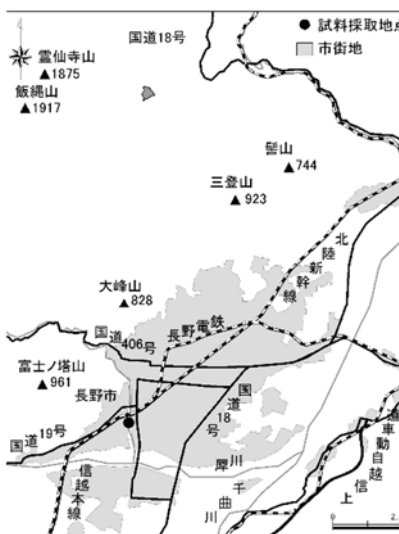 国道18号
● 試料採取地点
市街地
霊仙寺山
▲1875
飯縄山
▲1917
髻山
▲ 744
三登山
▲ 923
北陸新幹線
大峰山
▲ 828
長野電鉄
国道406号
富士ノ塔山
▲ 961
長野市
国道18号
国道19号
犀川
千曲川
信越本線
上信越自動車道
0